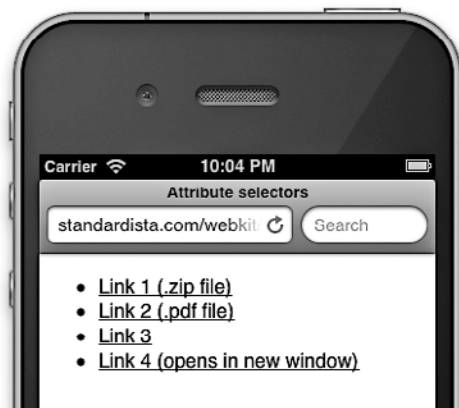 Carrier 10:04 PM
Attribute selectors
standardista.com/webkit Search
Link 1 (.zip file)
Link 2 (.pdf file)
Link 3
Link 4 (opens in new window)